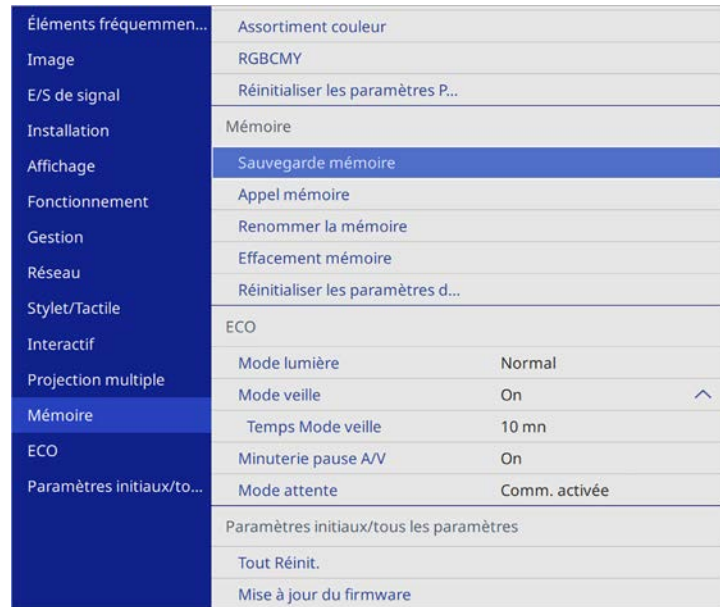 Éléments fréquemmen...
Image
E/S de signal
Installation
Affichage
Fonctionnement
Gestion
Réseau
Stylet/Tactile
Interactif
Projection multiple
Mémoire
ECO
Paramètres initiaux/to...
Assortiment couleur
RGBCMY
Réinitialiser les paramètres P...
Mémoire
Sauvegarde mémoire
Appel mémoire
Renommer la mémoire
Effacement mémoire
Réinitialiser les paramètres d...
ECO
Mode lumière Normal
Mode veille On
Temps Mode veille 10 mn
Minuterie pause A/V On
Mode attente Comm. activée
Paramètres initiaux/tous les paramètres
Tout Réinit.
Mise à jour du firmware